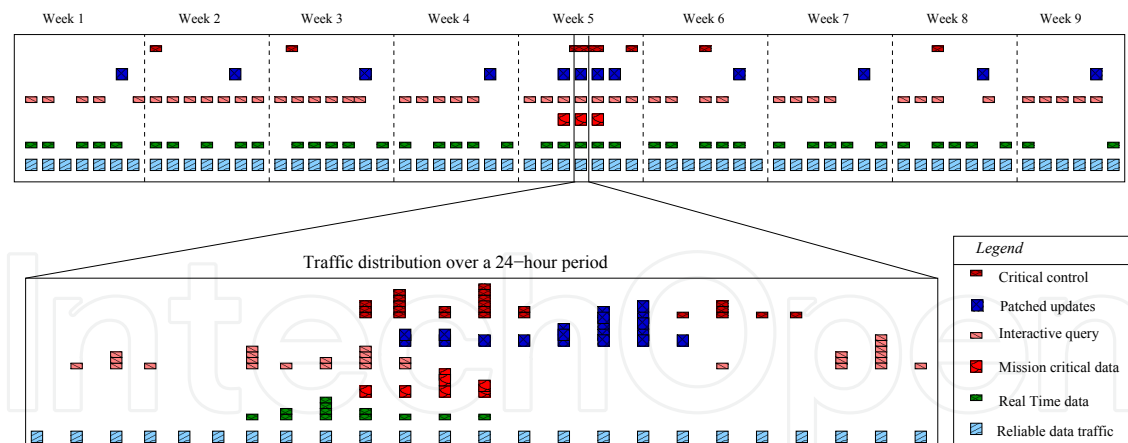 Week 1
Week 2
Week 3
Week 4
Week 5
Week 6
Week 7
Week 8
Week 9
Traffic distribution over a 24−hour period
Legend
Critical control
Patched updates
Interactive query
Mission critical data
Real Time data
Reliable data traffic
IntechOpen